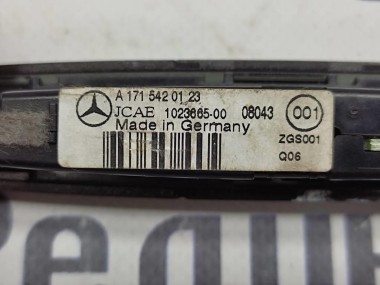 A 171 542 01 23
JCAE 1023665-00 08043 001
Made in Germany
ZGS001
Q06